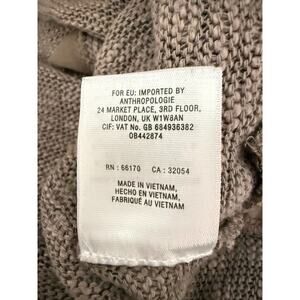 FOR EU: IMPORTED BY
ANTHROPOLOGIE
24 MARKET PLACE, 3RD FLOOR,
LONDON, UK W1W8AN
CIF: VAT No. GB 684936382
OB442874
RN : 66170 CA : 32054
MADE IN VIETNAM,
HECHO EN VIETNAM,
FABRIQUÉ AU VIETNAM